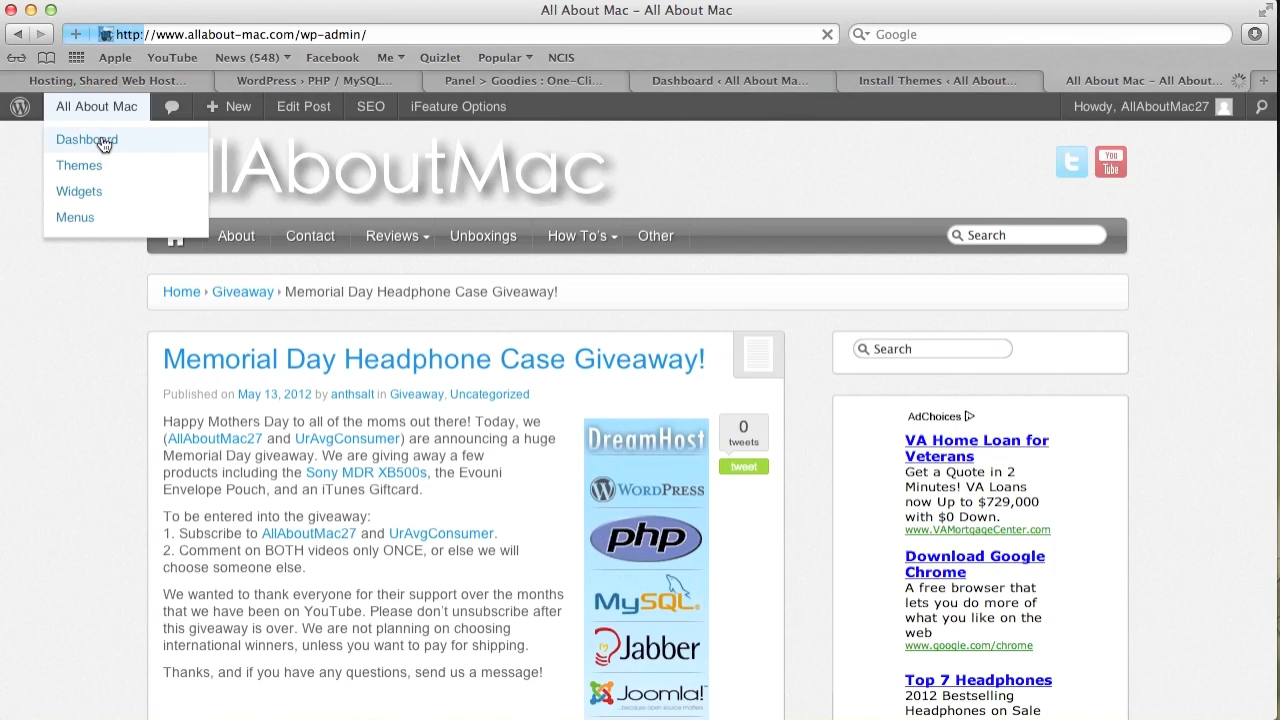 All About Mac – All About Mac
http://www.allabout-mac.com/wp-admin/
Google
Apple YouTube News (548) Facebook Me Quizlet Popular NCIS
Hosting, Shared Web Host... WordPress › PHP / MySQL... Panel > Goodies : One-Cli... Dashboard ‹ All About Ma... Install Themes ‹ All About... All About Mac – All About...
All About Mac + New Edit Post SEO iFeature Options Howdy, AllAboutMac27
Dashboard
Themes
Widgets
Menus
llAboutMac
You
Tube
About Contact Reviews Unboxings How To's Other Search
Home Giveaway Memorial Day Headphone Case Giveaway!
Memorial Day Headphone Case Giveaway!
Published on May 13, 2012 by anthsalt in Giveaway, Uncategorized
Happy Mothers Day to all of the moms out there! Today, we
(AllAboutMac27 and UrAvgConsumer) are announcing a huge
Memorial Day giveaway. We are giving away a few
products including the Sony MDR XB500s, the Evouni
Envelope Pouch, and an iTunes Giftcard.
To be entered into the giveaway:
1. Subscribe to AllAboutMac27 and UrAvgConsumer.
2. Comment on BOTH videos only ONCE, or else we will
choose someone else.
We wanted to thank everyone for their support over the months
that we have been on YouTube. Please don't unsubscribe after
this giveaway is over. We are not planning on choosing
international winners, unless you want to pay for shipping.
Thanks, and if you have any questions, send us a message!
DreamHost
WORDPRESS
php
MySQL
Jabber
Joomla!
...because open source matters
0
tweets
tweet
Search
AdChoices
VA Home Loan for
Veterans
Get a Quote in 2
Minutes! VA Loans
now Up to $729,000
with $0 Down.
www.VAMortgageCenter.com
Download Google
Chrome
A free browser that
lets you do more of
what you like on the
web
www.google.com/chrome
Top 7 Headphones
2012 Bestselling
Headphones on Sale